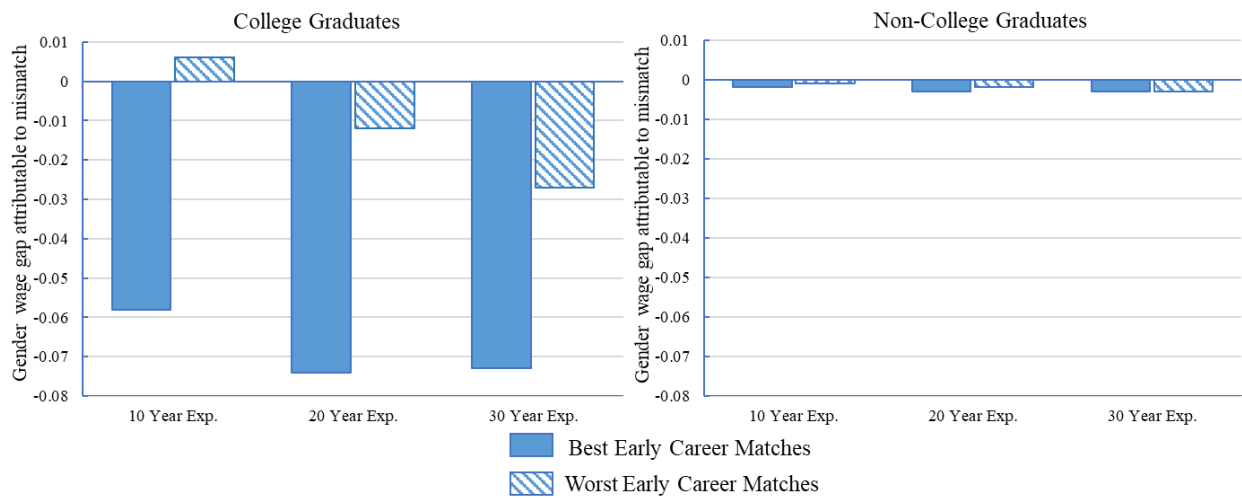 College Graduates
Gender wage gap attributable to mismatch
0.01
0
-0.01
-0.02
-0.03
-0.04
-0.05
-0.06
-0.07
-0.08
10 Year Exp.
20 Year Exp.
30 Year Exp.
Non-College Graduates
Gender wage gap attributable to mismatch
0.01
0
-0.01
-0.02
-0.03
-0.04
-0.05
-0.06
-0.07
-0.08
10 Year Exp.
20 Year Exp.
30 Year Exp.
Best Early Career Matches
Worst Early Career Matches